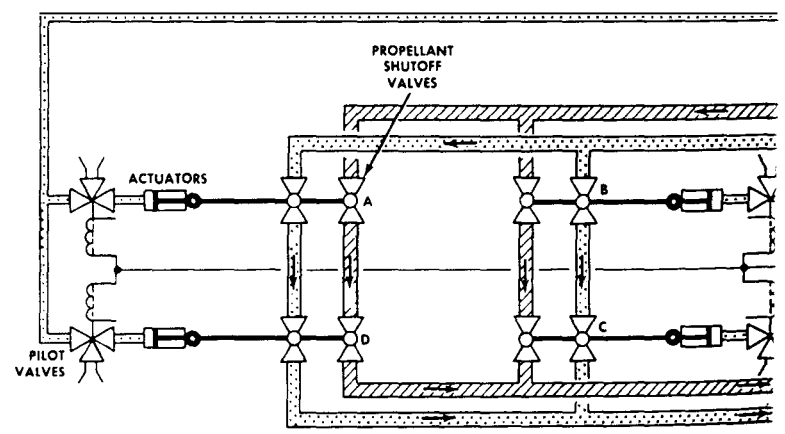 PROPELLANT
SHUTOFF
VALVES
ACTUATORS
A
B
D
C
PILOT
VALVES